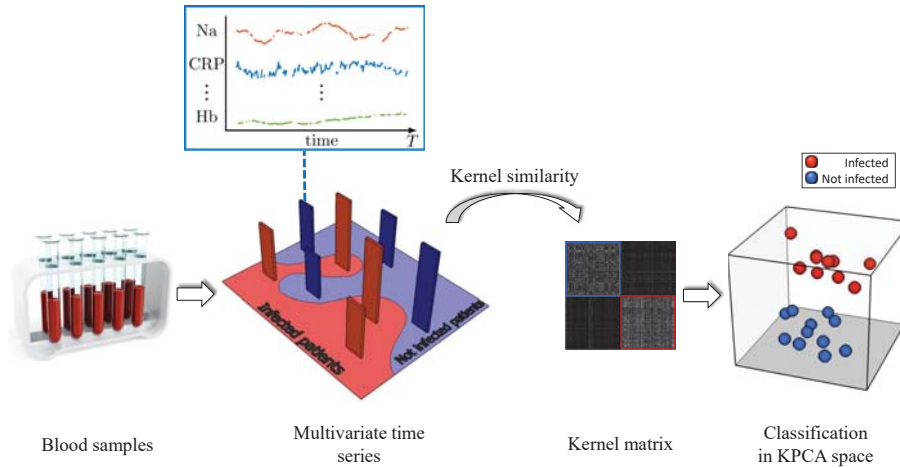 Na
CRP
Hb
time
T
Kernel similarity
Infected
Not infected
Infected patients
Not infected patients
Blood samples
Multivariate time
series
Kernel matrix
Classification
in KPCA space